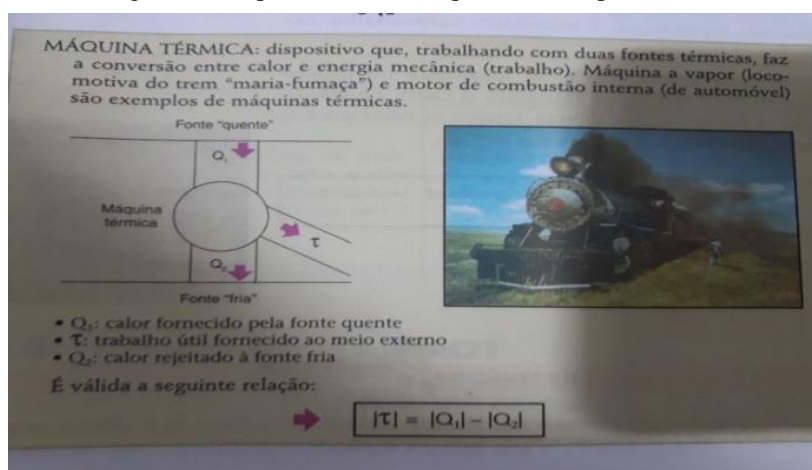 MÁQUINA TÉRMICA: dispositivo que, trabalhando com duas fontes térmicas, faz
a conversão entre calor e energia mecânica (trabalho). Máquina a vapor (loco-
motiva do trem “maria-fumaça”) e motor de combustão interna (de automóvel)
são exemplos de máquinas térmicas.
Fonte “quente”
Q₁
Máquina
térmica
τ
Q₂
Fonte “fria”
• Q₁: calor fornecido pela fonte quente
• τ: trabalho útil fornecido ao meio externo
• Q₂: calor rejeitado à fonte fria
É válida a seguinte relação:
|τ| = |Q₁| – |Q₂|